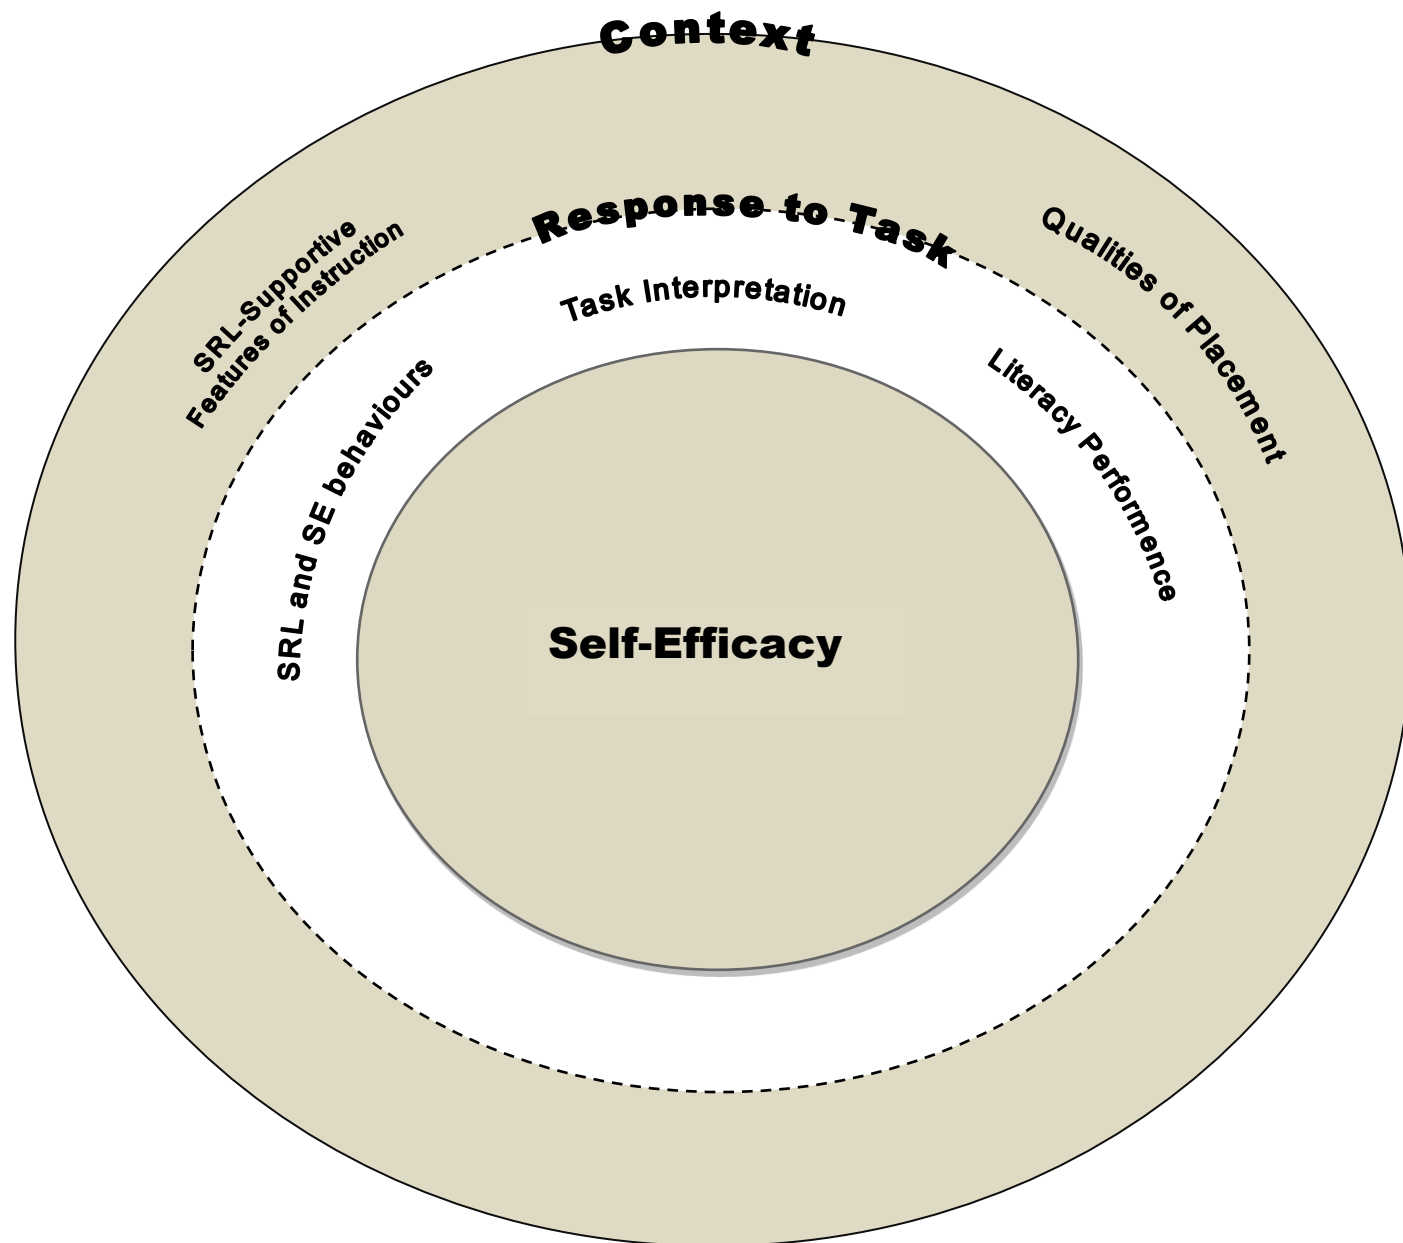 Context
Response to Task
SRL-Supportive
Features of Instruction
Qualities of Placement
Task Interpretation
SRL and SE behaviours
Literacy Performence
Self-Efficacy